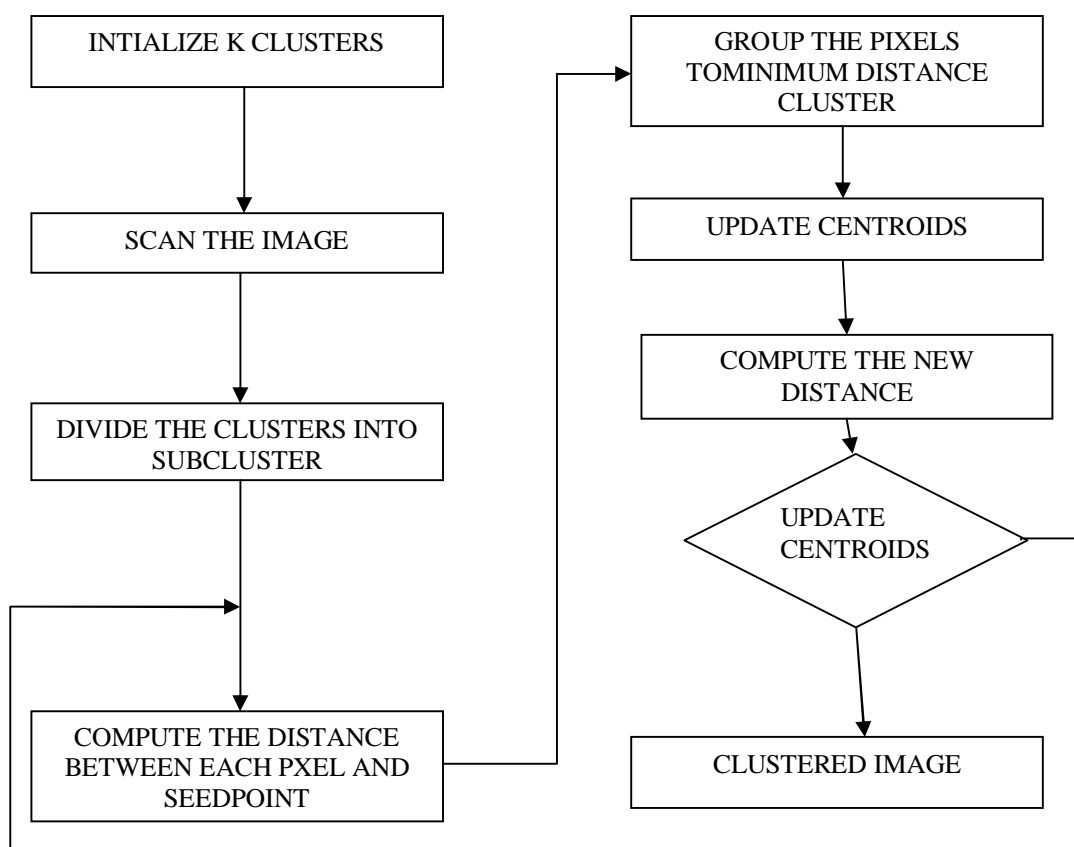 INTIALIZE K CLUSTERS
SCAN THE IMAGE
DIVIDE THE CLUSTERS INTO
SUBCLUSTER
COMPUTE THE DISTANCE
BETWEEN EACH PXEL AND
SEEDPOINT
GROUP THE PIXELS
TOMINIMUM DISTANCE
CLUSTER
UPDATE CENTROIDS
COMPUTE THE NEW
DISTANCE
UPDATE
CENTROIDS
CLUSTERED IMAGE